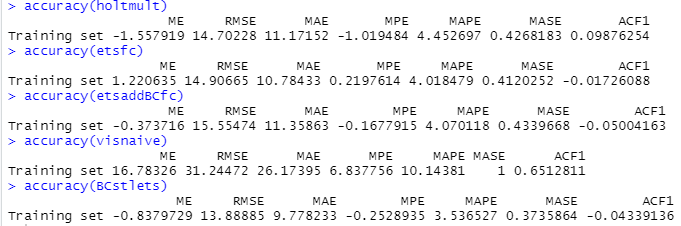 > accuracy(holtmult)
ME RMSE MAE MPE MAPE MASE ACF1
Training set -1.557919 14.70228 11.17152 -1.019484 4.452697 0.4268183 0.09876254
> accuracy(etsfc)
ME RMSE MAE MPE MAPE MASE ACF1
Training set 1.220635 14.90665 10.78433 0.2197614 4.018479 0.4120252 -0.01726088
> accuracy(etsaddBCfc)
ME RMSE MAE MPE MAPE MASE ACF1
Training set -0.373716 15.55474 11.35863 -0.1677915 4.070118 0.4339668 -0.05004163
> accuracy(visnaive)
ME RMSE MAE MPE MAPE MASE ACF1
Training set 16.78326 31.24472 26.17395 6.837756 10.14381 1 0.6512811
> accuracy(BCstlets)
ME RMSE MAE MPE MAPE MASE ACF1
Training set -0.8379729 13.88885 9.778233 -0.2528935 3.536527 0.3735864 -0.04339136